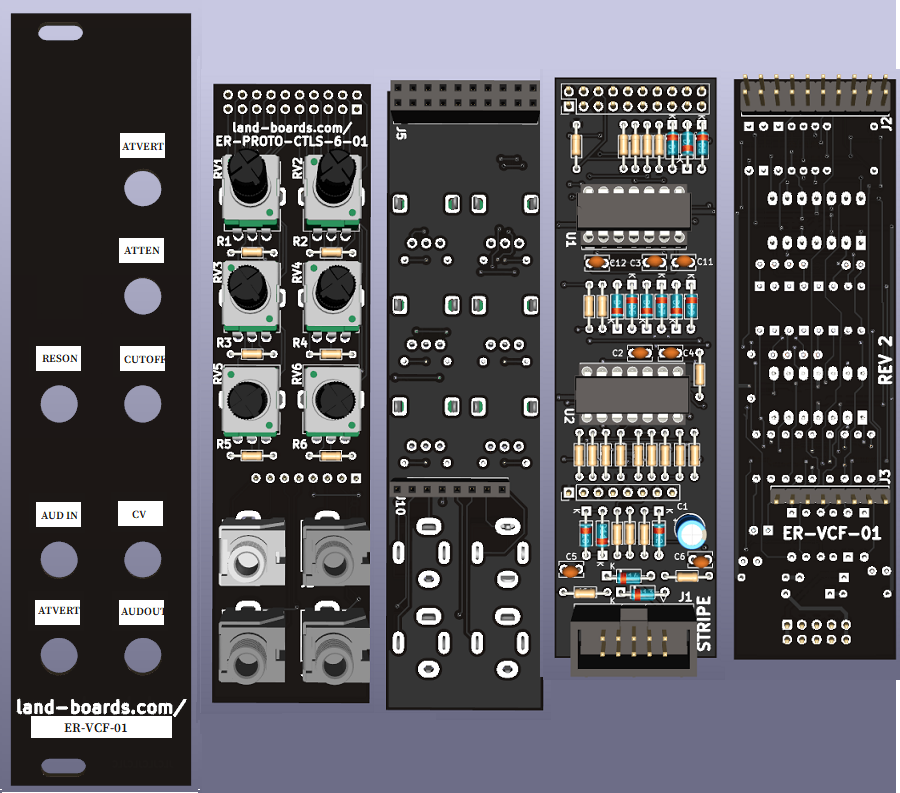 ATVERT
ATTEN
RESON
CUTOFF
AUD IN
CV
ATVERT
AUDOUT
land-boards.com/
ER-VCF-01
land-boards.com/
ER-PROTO-CTLS-6-01
RV1
RV2
R1
R2
RV3
RV4
R3
R4
RV5
RV6
R5
R6
J5
J10
U1
C12
C3
C11
C2
C4
U2
C1
C5
K
C6
K
J1
STRIPE
J2
REV 2
J3
ER-VCF-01